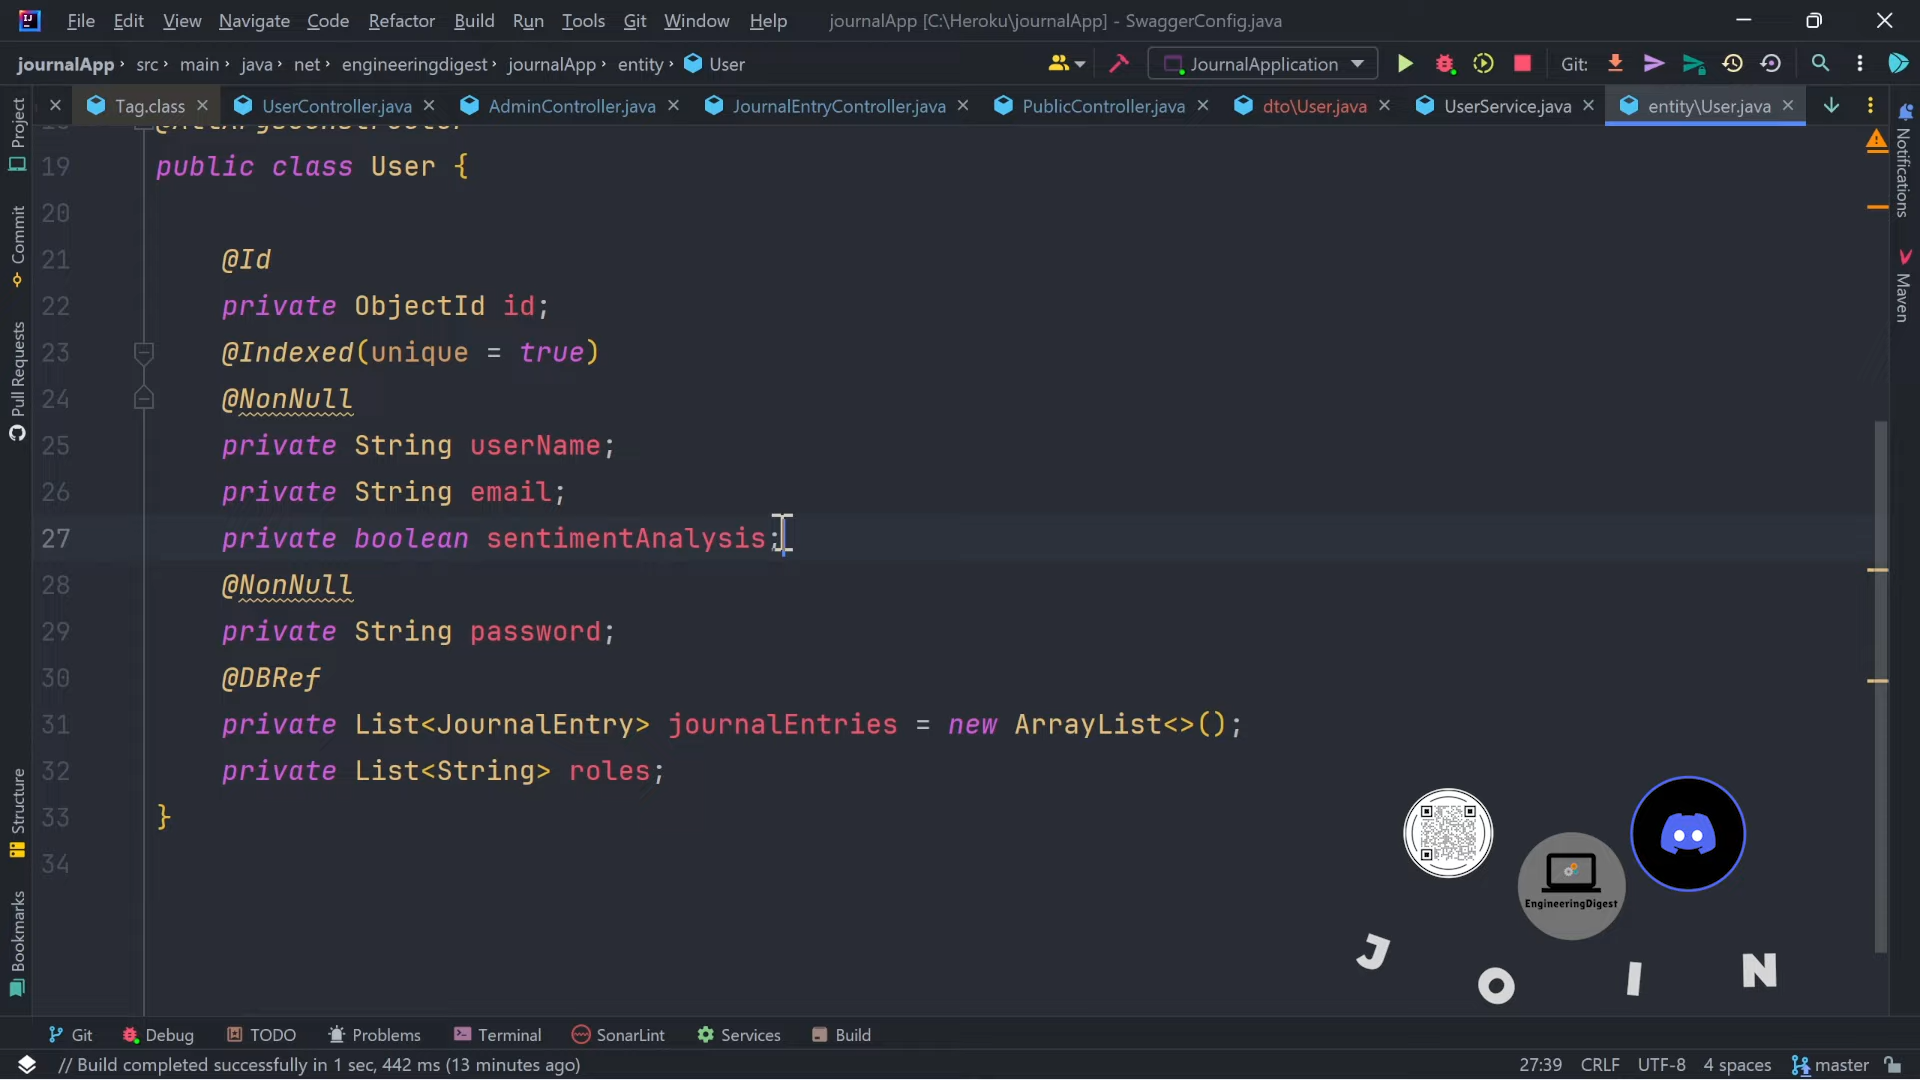 File Edit View Navigate Code Refactor Build Run Tools Git Window Help journalApp [C:\Heroku\journalApp] - SwaggerConfig.java
journalApp › src › main › java › net › engineeringdigest › journalApp › entity › User JournalApplication Git:
Tag.class UserController.java AdminController.java JournalEntryController.java PublicController.java dto\User.java UserService.java entity\User.java
19 public class User {
20
21 @Id
22 private ObjectId id;
23 @Indexed(unique = true)
24 @NonNull
25 private String userName;
26 private String email;
27 private boolean sentimentAnalysis;
28 @NonNull
29 private String password;
30 @DBRef
31 private List<JournalEntry> journalEntries = new ArrayList<>();
32 private List<String> roles;
33 }
34
Project
Commit
Pull Requests
Structure
Bookmarks
Notifications
Maven
EngineeringDigest
JOIN
Git Debug TODO Problems Terminal SonarLint Services Build
// Build completed successfully in 1 sec, 442 ms (13 minutes ago) 27:39 CRLF UTF-8 4 spaces master